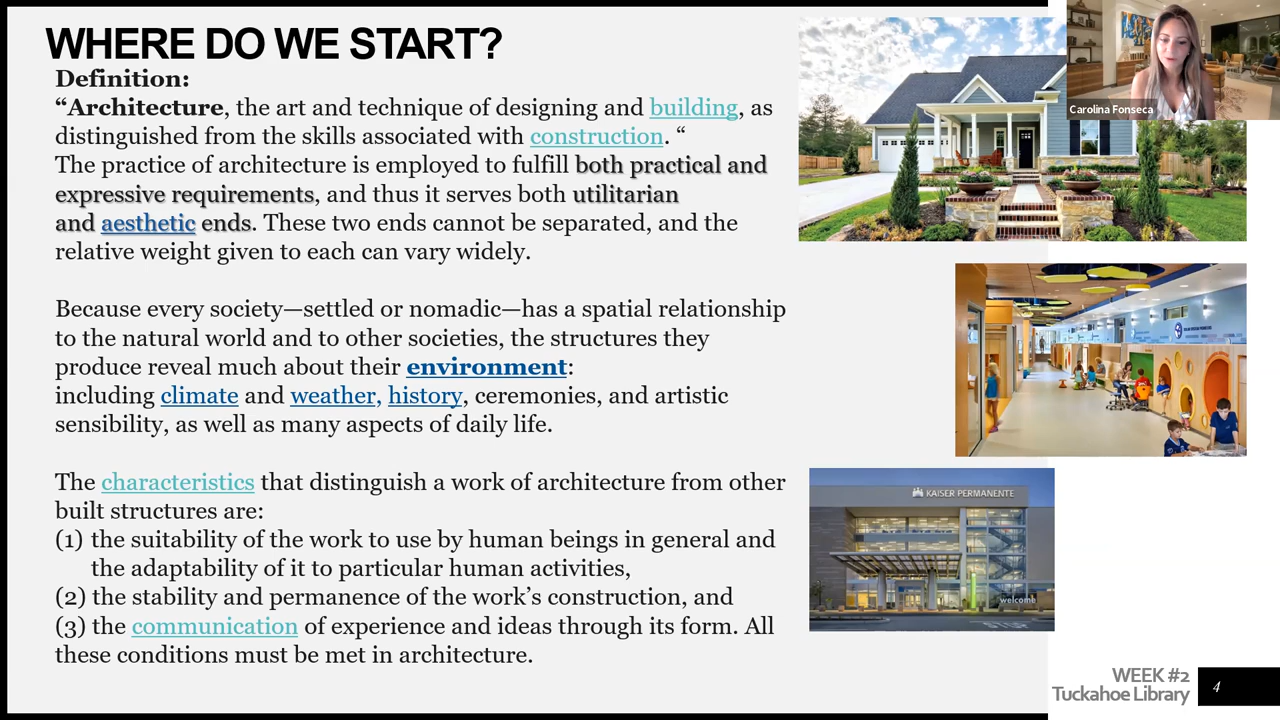 WHERE DO WE START?
Definition:
“Architecture, the art and technique of designing and building, as
distinguished from the skills associated with construction. “
The practice of architecture is employed to fulfill both practical and
expressive requirements, and thus it serves both utilitarian
and aesthetic ends. These two ends cannot be separated, and the
relative weight given to each can vary widely.
Because every society—settled or nomadic—has a spatial relationship
to the natural world and to other societies, the structures they
produce reveal much about their environment:
including climate and weather, history, ceremonies, and artistic
sensibility, as well as many aspects of daily life.
The characteristics that distinguish a work of architecture from other
built structures are:
(1) the suitability of the work to use by human beings in general and
the adaptability of it to particular human activities,
(2) the stability and permanence of the work’s construction, and
(3) the communication of experience and ideas through its form. All
these conditions must be met in architecture.
Carolina Fonseca
KAISER PERMANENTE
welcome
STOP
WEEK #2
Tuckahoe Library
4